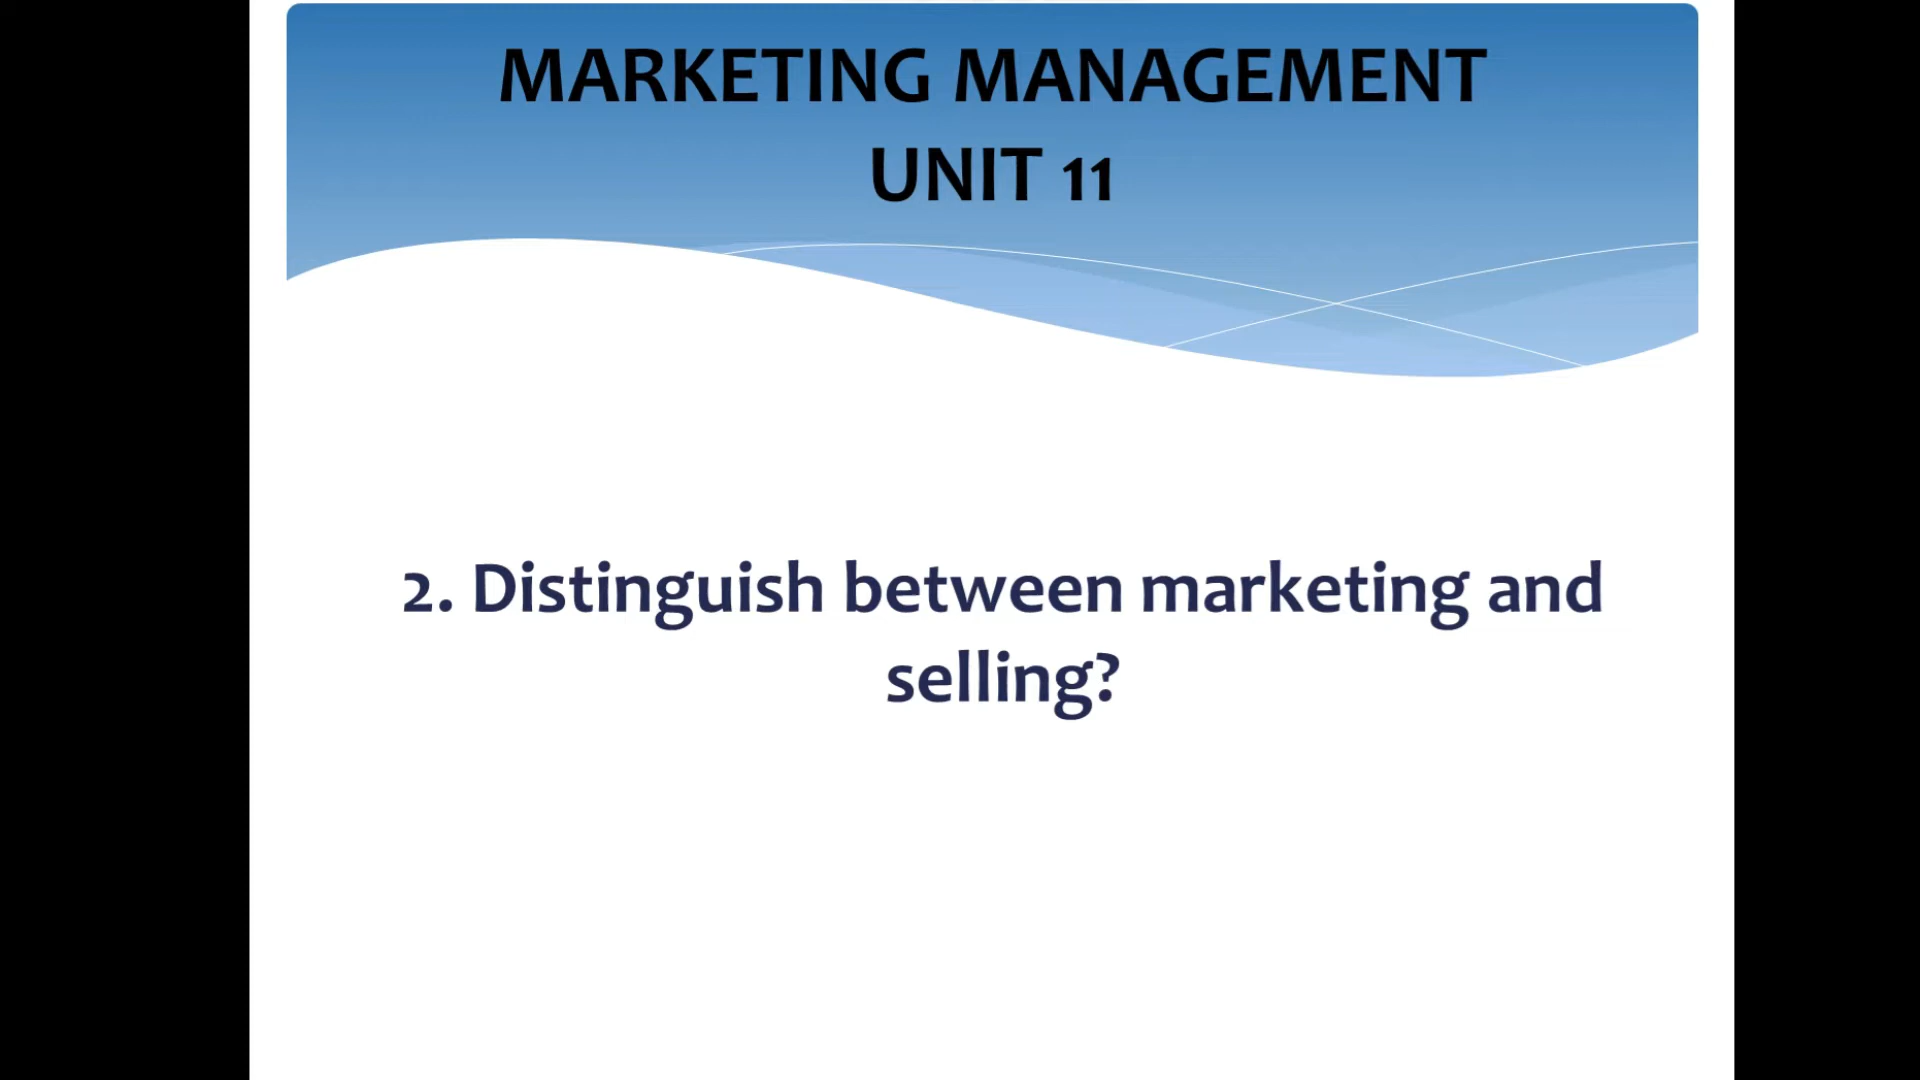 MARKETING MANAGEMENT
UNIT 11
2. Distinguish between marketing and
selling?